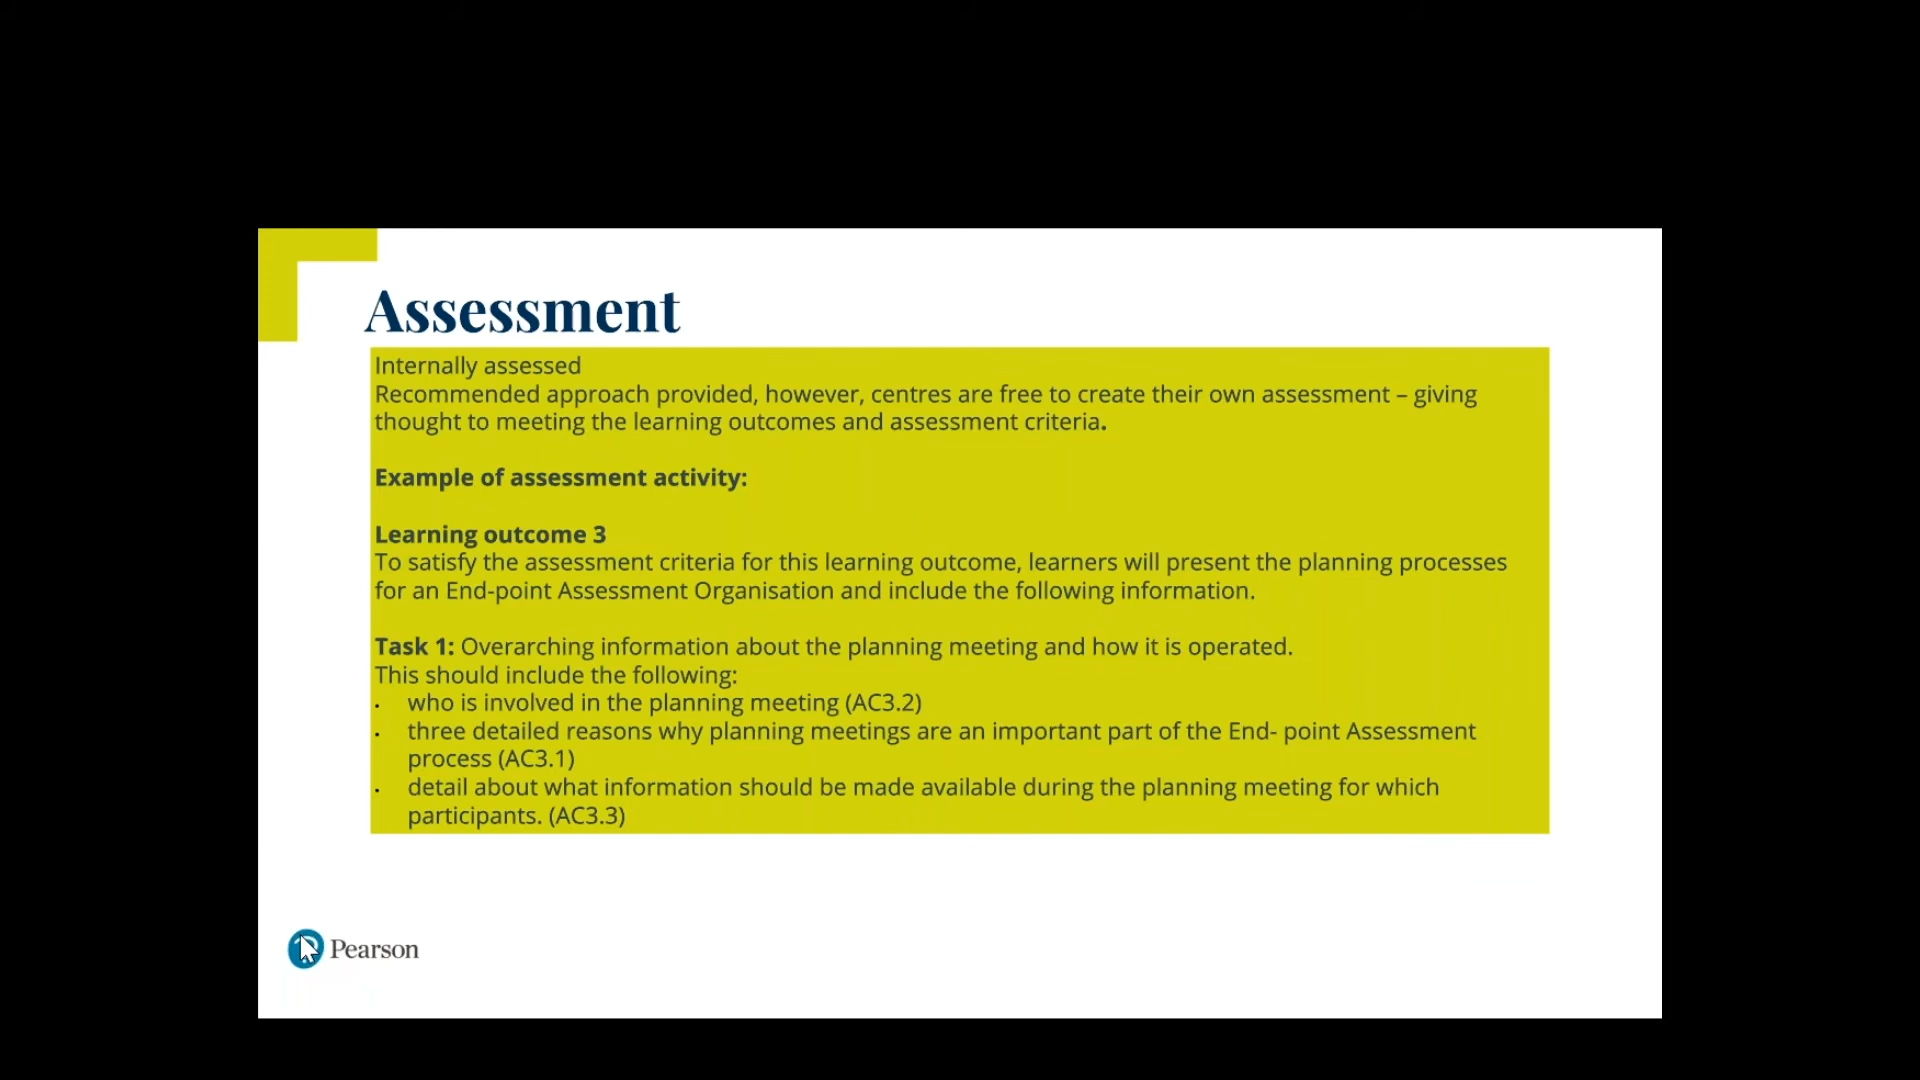 Assessment
Internally assessed
Recommended approach provided, however, centres are free to create their own assessment – giving
thought to meeting the learning outcomes and assessment criteria.
Example of assessment activity:
Learning outcome 3
To satisfy the assessment criteria for this learning outcome, learners will present the planning processes
for an End-point Assessment Organisation and include the following information.
Task 1: Overarching information about the planning meeting and how it is operated.
This should include the following:
• who is involved in the planning meeting (AC3.2)
• three detailed reasons why planning meetings are an important part of the End- point Assessment
process (AC3.1)
• detail about what information should be made available during the planning meeting for which
participants. (AC3.3)
Pearson